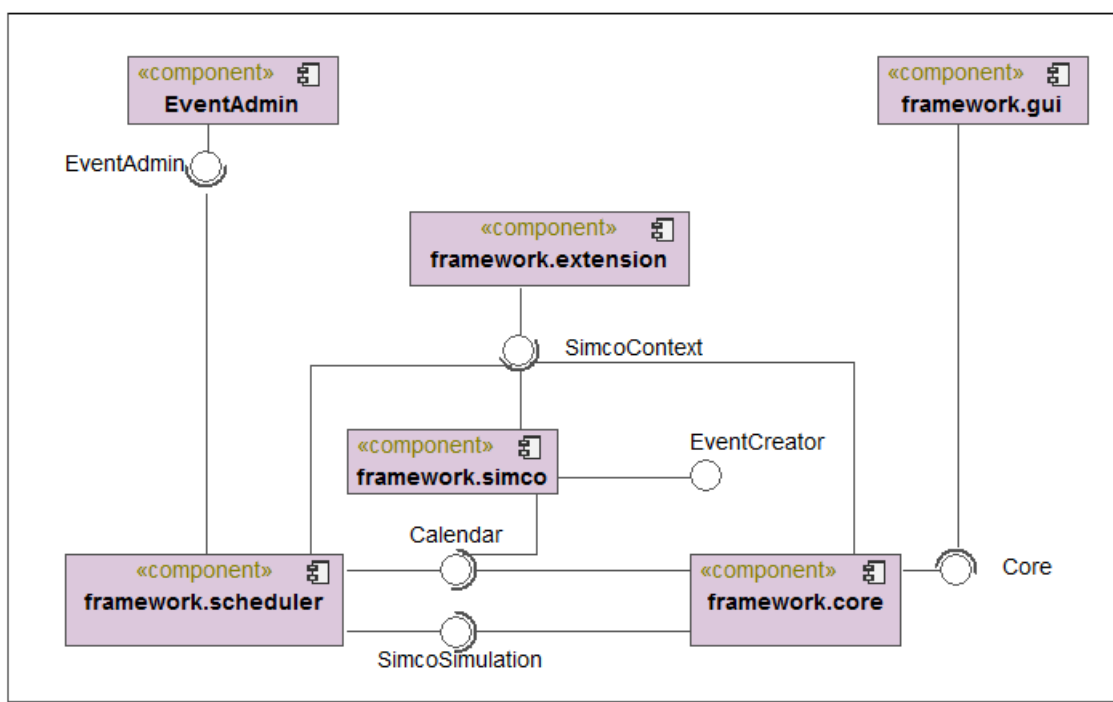 «component»
EventAdmin
«component»
framework.gui
EventAdmin
«component»
framework.extension
SimcoContext
«component»
framework.simco
EventCreator
Calendar
«component»
framework.scheduler
«component»
framework.core
Core
SimcoSimulation